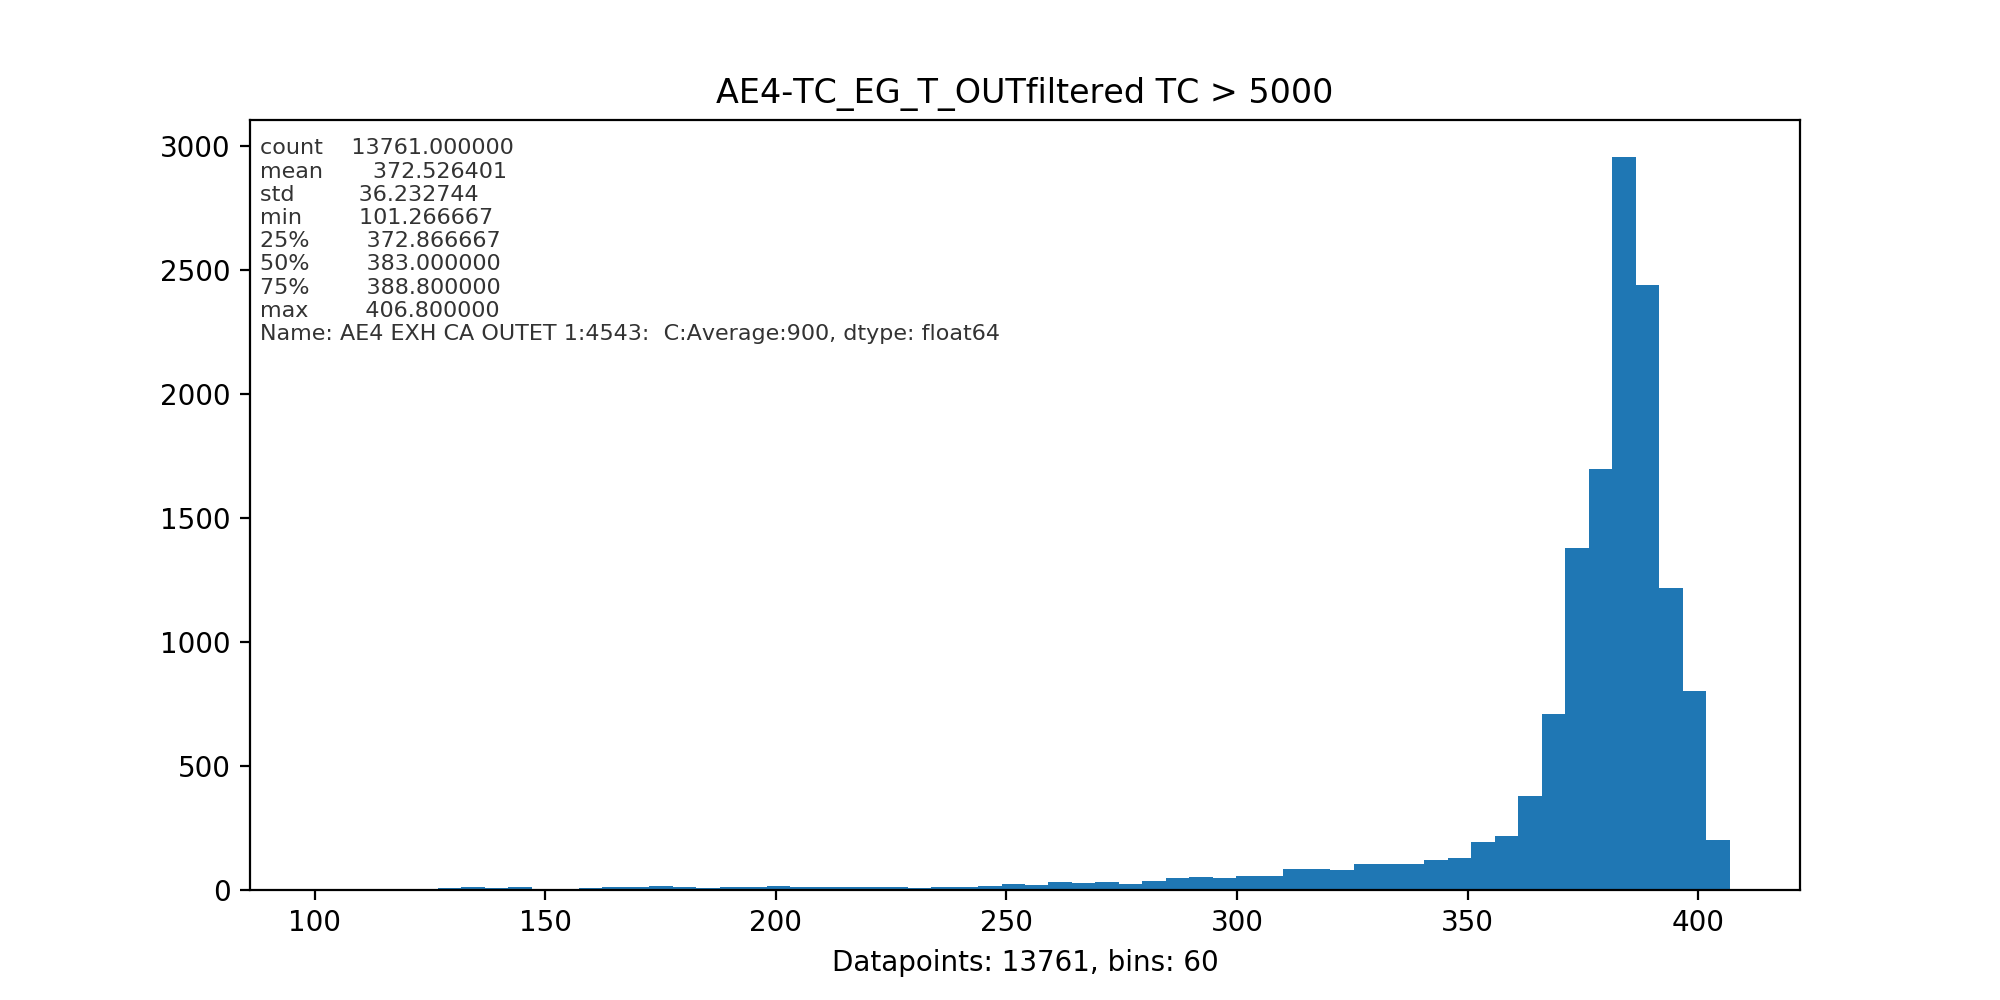 AE4-TC_EG_T_OUTfiltered TC > 5000
3000
2500
2000
1500
1000
500
0
count 13761.000000
mean 372.526401
std 36.232744
min 101.266667
25% 372.866667
50% 383.000000
75% 388.800000
max 406.800000
Name: AE4 EXH CA OUTET 1:4543: C:Average:900, dtype: float64
100 150 200 250 300 350 400
Datapoints: 13761, bins: 60